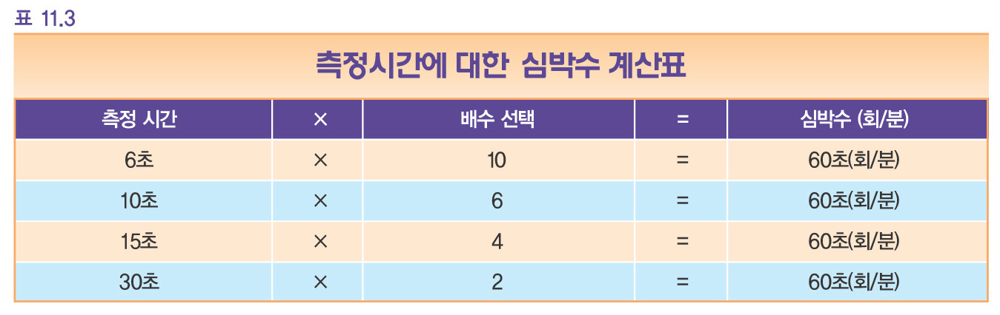 표 11.3
측정시간에 대한 심박수 계산표
측정 시간 × 배수 선택 = 심박수 (회/분)
6초 × 10 = 60초(회/분)
10초 × 6 = 60초(회/분)
15초 × 4 = 60초(회/분)
30초 × 2 = 60초(회/분)